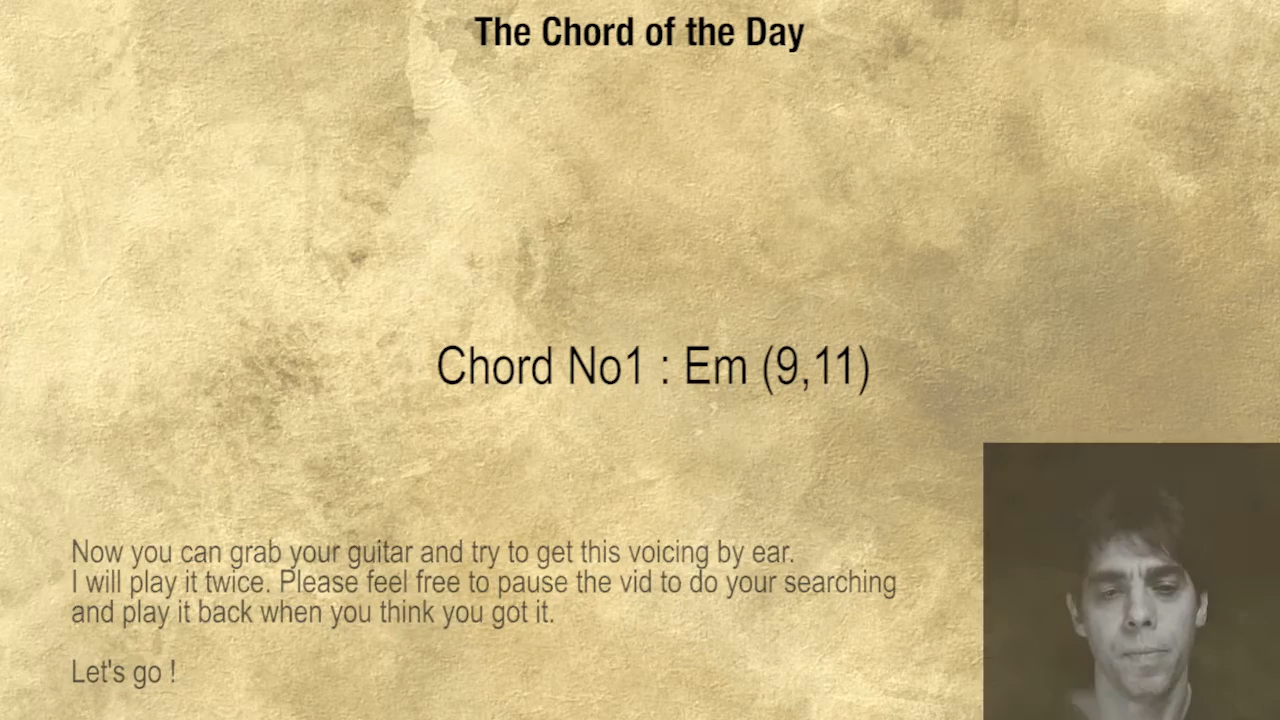 The Chord of the Day
Chord No1 : Em (9,11)
Now you can grab your guitar and try to get this voicing by ear.
I will play it twice. Please feel free to pause the vid to do your searching
and play it back when you think you got it.
Let's go !